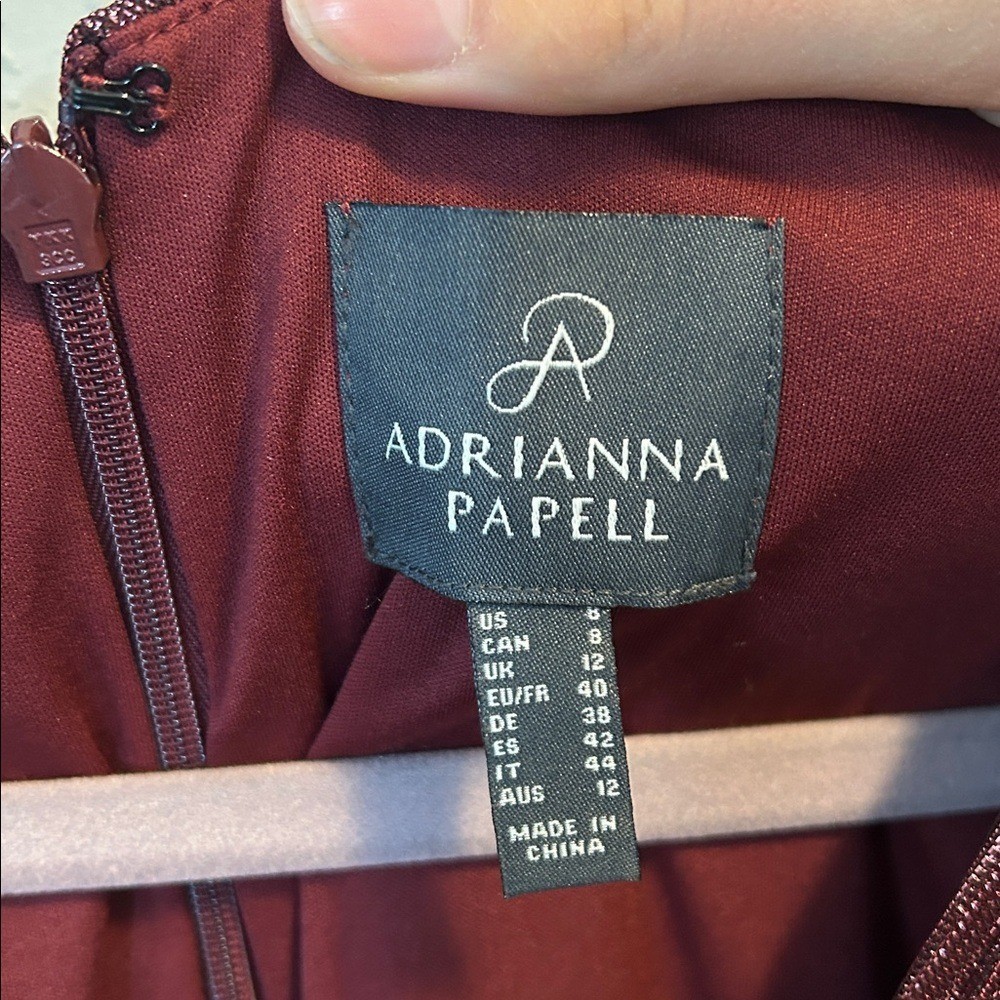 YKK
ADRIANNA
PAPELL
US 8
CAN 8
UK 12
EU/FR 40
DE 38
ES 42
IT 44
AUS 12
MADE IN
CHINA